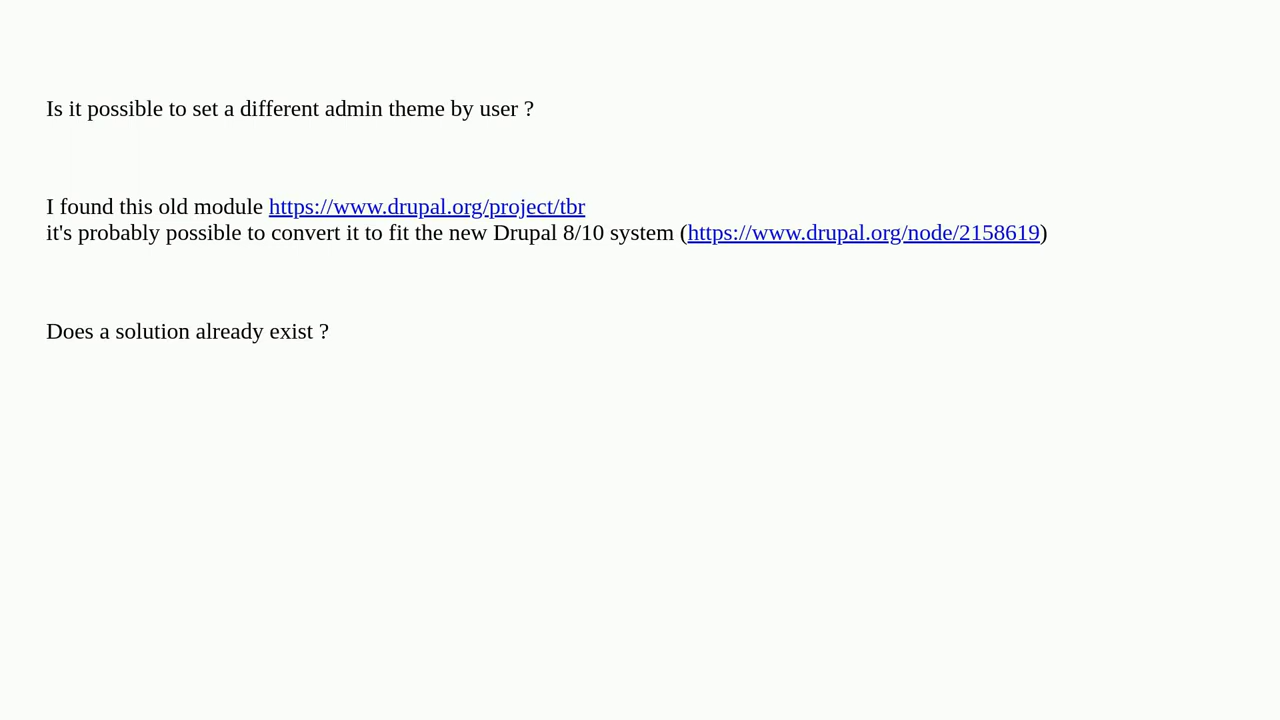 Is it possible to set a different admin theme by user ?
I found this old module https://www.drupal.org/project/tbr
it's probably possible to convert it to fit the new Drupal 8/10 system (https://www.drupal.org/node/2158619)
Does a solution already exist ?